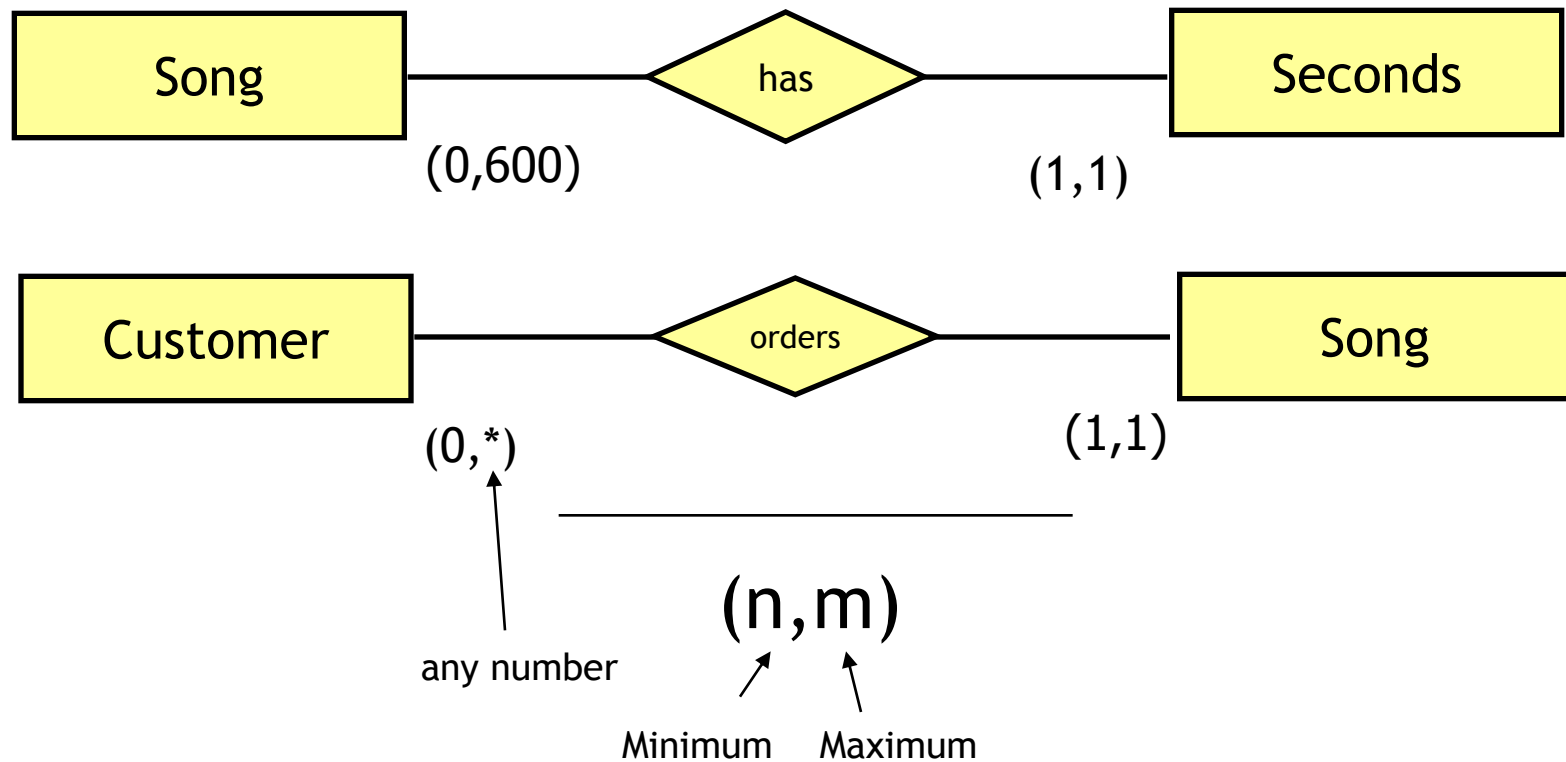 Song has Seconds
(0,600) (1,1)
Customer orders Song
(0,*) (1,1)
(n,m)
any number
Minimum Maximum